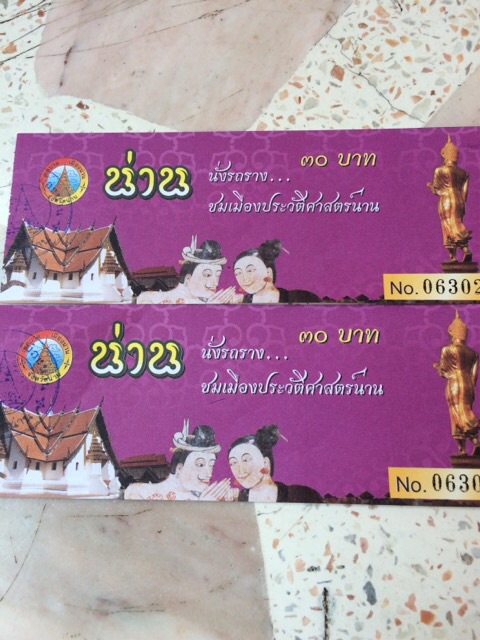 น่าน
นั่งรถราง... ๓๐ บาท
ชมเมืองประวัติศาสตร์น่าน
No. 06302
น่าน
นั่งรถราง... ๓๐ บาท
ชมเมืองประวัติศาสตร์น่าน
No. 0630